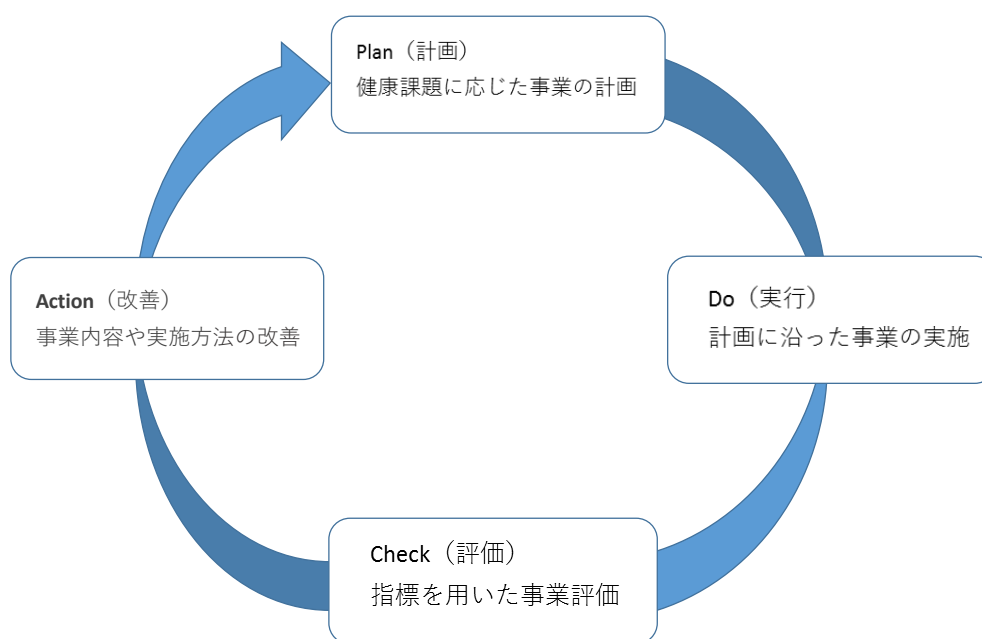 Plan（計画）
健康課題に応じた事業の計画
Do（実行）
計画に沿った事業の実施
Check（評価）
指標を用いた事業評価
Action（改善）
事業内容や実施方法の改善